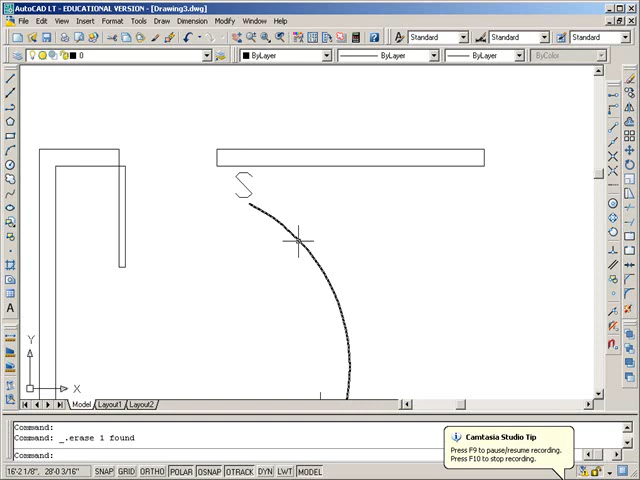 AutoCAD LT - EDUCATIONAL VERSION - [Drawing3.dwg]
File Edit Insert Format Tools Draw Dimension Modify Window Help
Standard Standard Standard
0 ByLayer ByLayer ByLayer ByColor
S
A
Y
X
Model Layout1 Layout2
Command:
Command: _.erase 1 found
Command:
Camtasia Studio Tip
Press F9 to pause/resume recording.
Press F10 to stop recording.
16'-2 1/8", 28'-0 3/16" SNAP GRID ORTHO POLAR OSNAP OTRACK DYN LWT MODEL